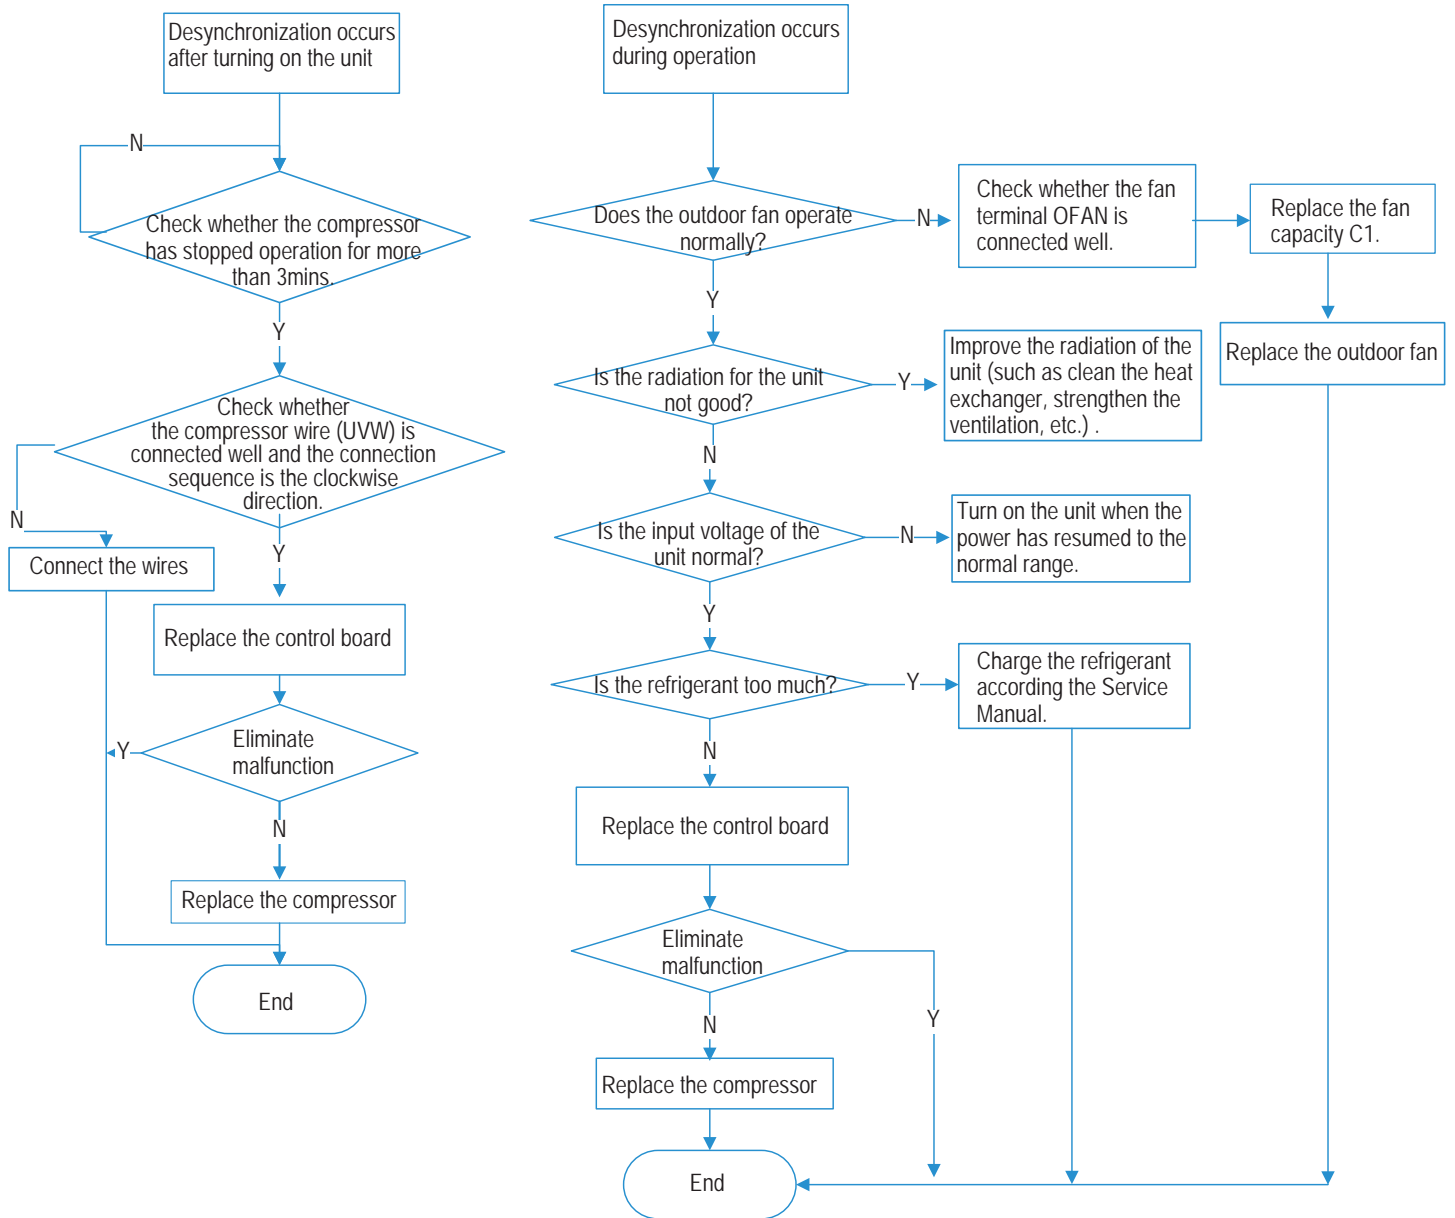 Desynchronization occurs
after turning on the unit
N
Check whether the compressor
has stopped operation for more
than 3mins.
Y
Check whether
the compressor wire (UVW) is
connected well and the connection
sequence is the clockwise
direction.
N
Y
Connect the wires
Replace the control board
Eliminate
malfunction
Y
N
Replace the compressor
End
Desynchronization occurs
during operation
Does the outdoor fan operate
normally?
N
Check whether the fan
terminal OFAN is
connected well.
Replace the fan
capacity C1.
Replace the outdoor fan
Y
Is the radiation for the unit
not good?
Y
Improve the radiation of the
unit (such as clean the heat
exchanger, strengthen the
ventilation, etc.) .
N
Is the input voltage of the
unit normal?
N
Turn on the unit when the
power has resumed to the
normal range.
Y
Is the refrigerant too much?
Y
Charge the refrigerant
according the Service
Manual.
N
Replace the control board
Eliminate
malfunction
Y
N
Replace the compressor
End